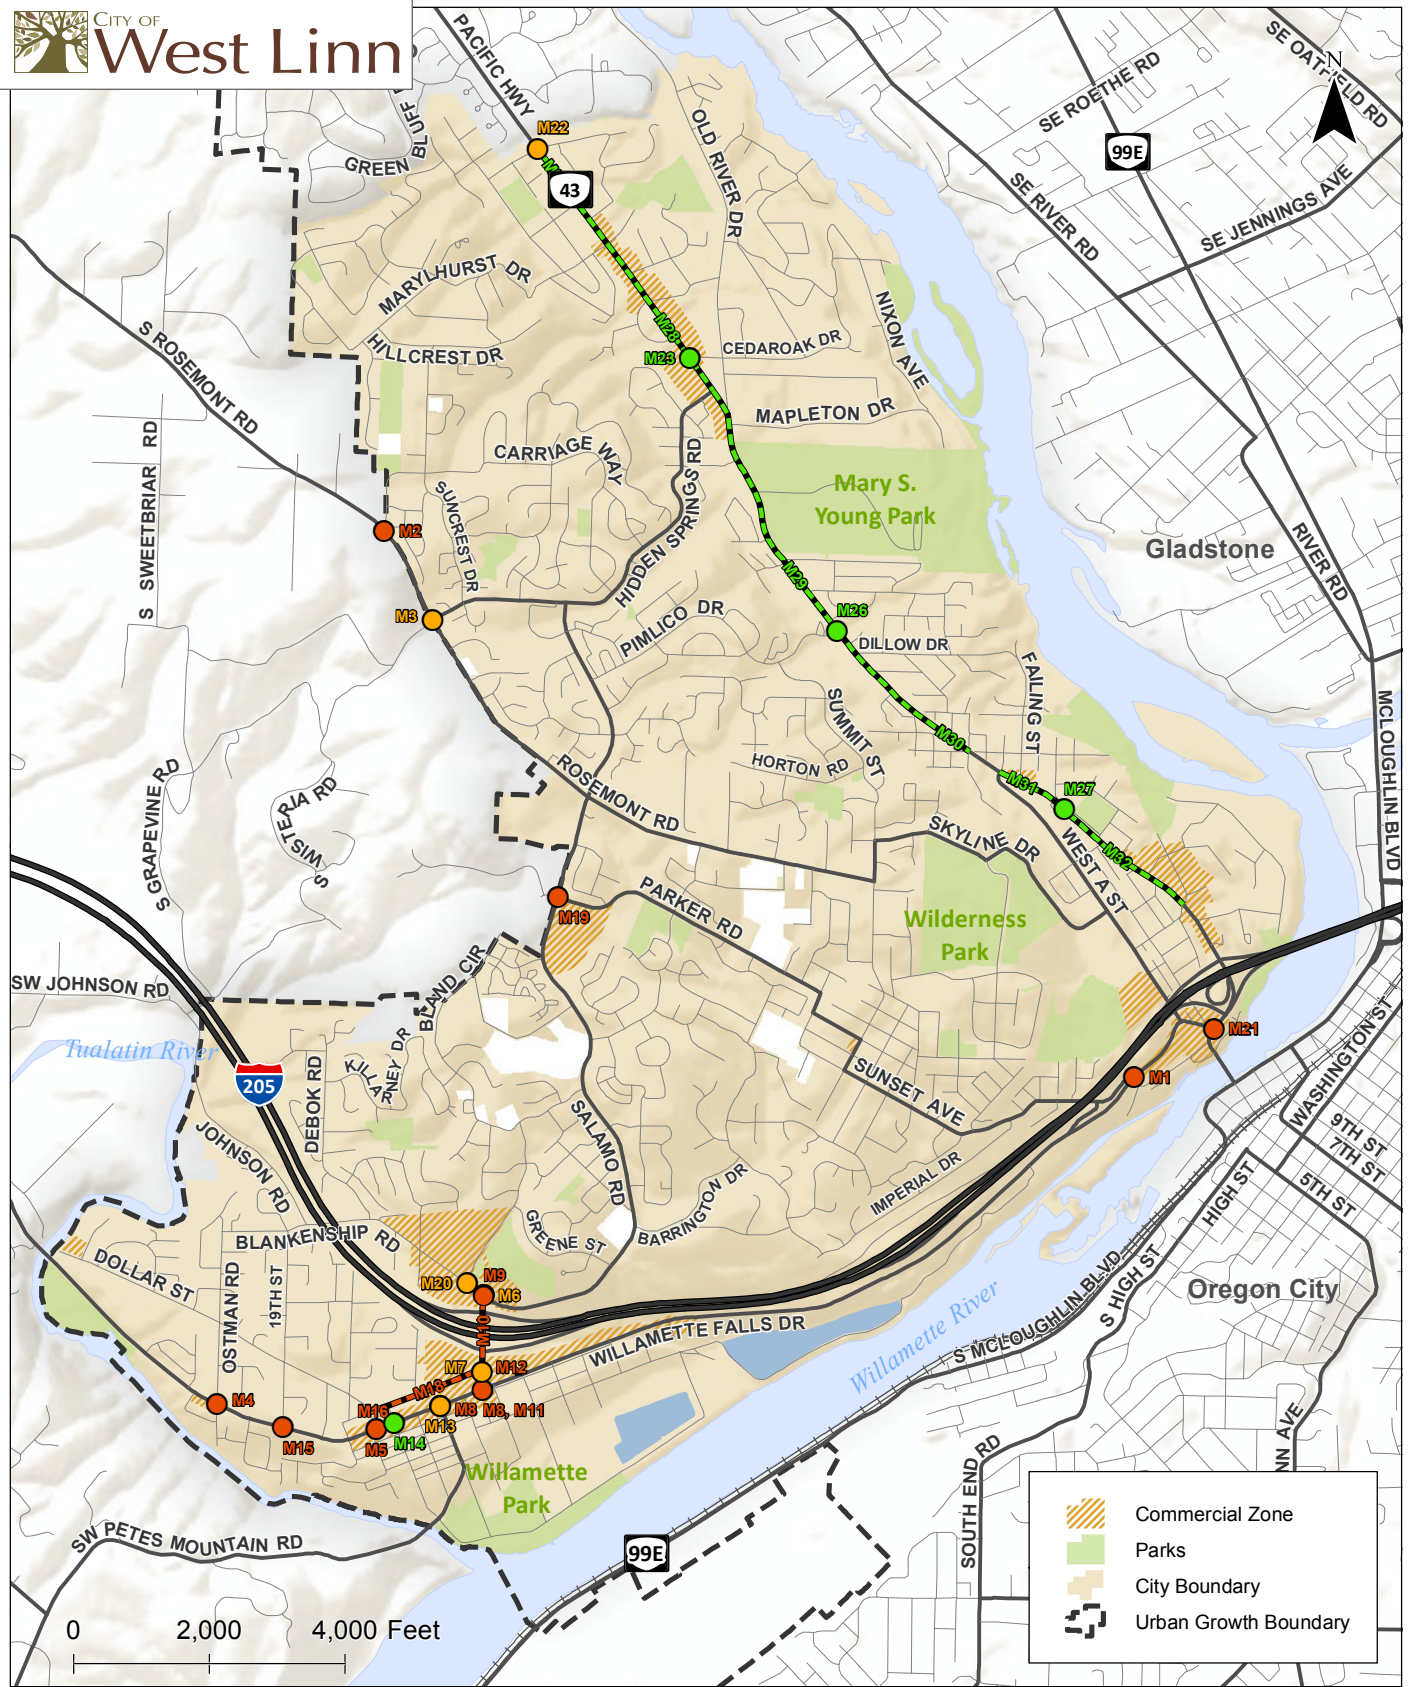 CITY OF
West Linn
PACIFIC HWY
GREEN BLUFF
M22
43
OLD RIVER DR
SE ROETHE RD
SE OATFIELD RD
N
99E
SE RIVER RD
SE JENNINGS AVE
MARYLHURST DR
HILLCREST DR
S ROSEMONT RD
NIXON AVE
M28
M23
CEDAROAK DR
MAPLETON DR
CARRIAGE WAY
HIDDEN SPRINGS RD
SUNCREST DR
S SWEETBRIAR RD
Mary S.
Young Park
M2
M3
Gladstone
RIVER RD
M29
M26
PIMLICO DR
DILLOW DR
FAILING ST
SUMMIT ST
M30
HORTON RD
M31
M27
M32
MCLOUGHLIN BLVD
S GRAPEVINE RD
S WISTERIA RD
ROSEMONT RD
SKYLINE DR
WEST A ST
PARKER RD
M19
Wilderness
Park
BLAND CIR
SW JOHNSON RD
Tualatin River
205
KILLARNEY DR
DEBOK RD
JOHNSON RD
SALAMO RD
SUNSET AVE
M21
M1
WASHINGTON ST
9TH ST
7TH ST
5TH ST
HIGH ST
IMPERIAL DR
BARRINGTON DR
GREENE ST
BLANKENSHIP RD
DOLLAR ST
OSTMAN RD
19TH ST
M20
M9
M6
M10
WILLAMETTE FALLS DR
M7
M12
M18
M16
M8
M8, M11
M13
M14
M5
M4
M15
Willamette River
S MCLOUGHLIN BLVD
S HIGH ST
Oregon City
Willamette
Park
SW PETES MOUNTAIN RD
99E
SOUTH END RD
NN AVE
0
2,000
4,000 Feet
Commercial Zone
Parks
City Boundary
Urban Growth Boundary